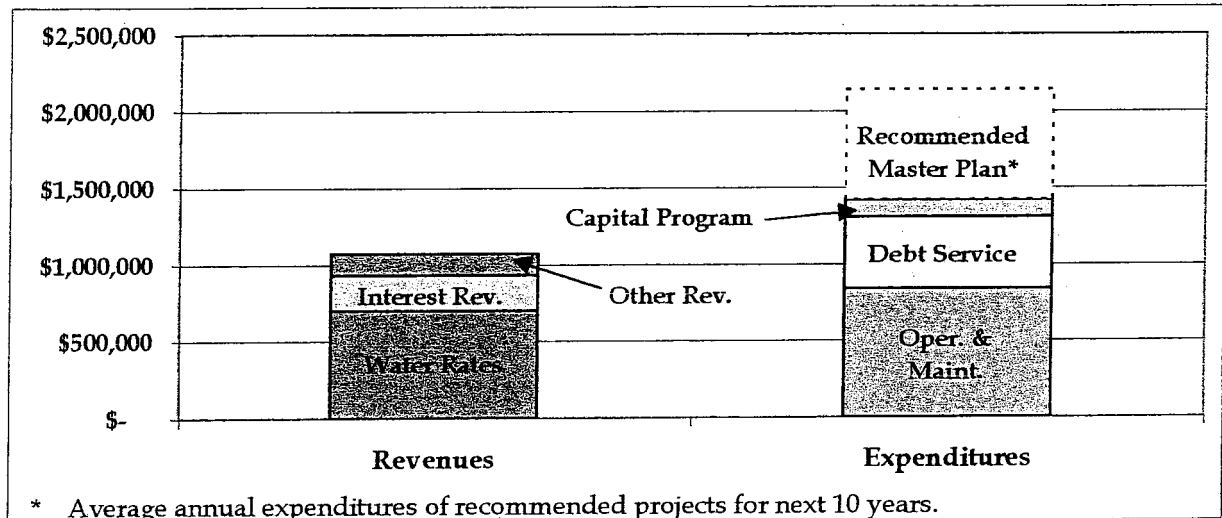 $2,500,000
$2,000,000
$1,500,000
$1,000,000
$500,000
$-
Recommended
Master Plan*
Capital Program
Debt Service
Other Rev.
Interest Rev.
Water Rates
Oper. &
Maint.
Revenues
Expenditures
* Average annual expenditures of recommended projects for next 10 years.